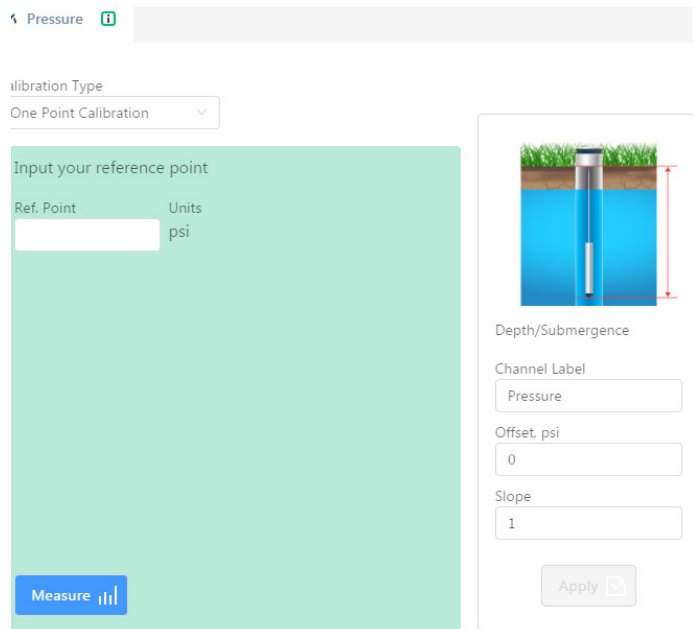 Pressure
alibration Type
One Point Calibration
Input your reference point
Ref. Point
Units
psi
Measure
Depth/Submergence
Channel Label
Pressure
Offset, psi
0
Slope
1
Apply